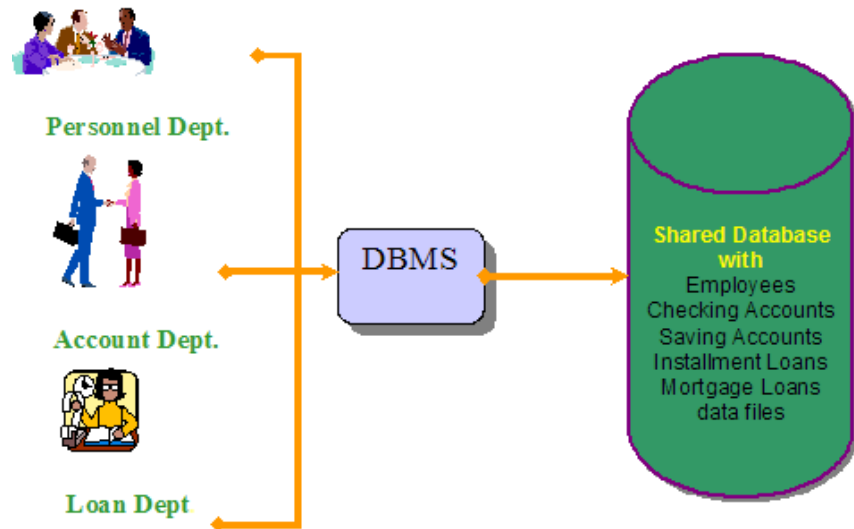 Personnel Dept.
Account Dept.
Loan Dept
DBMS
Shared Database
with
Employees
Checking Accounts
Saving Accounts
Installment Loans
Mortgage Loans
data files